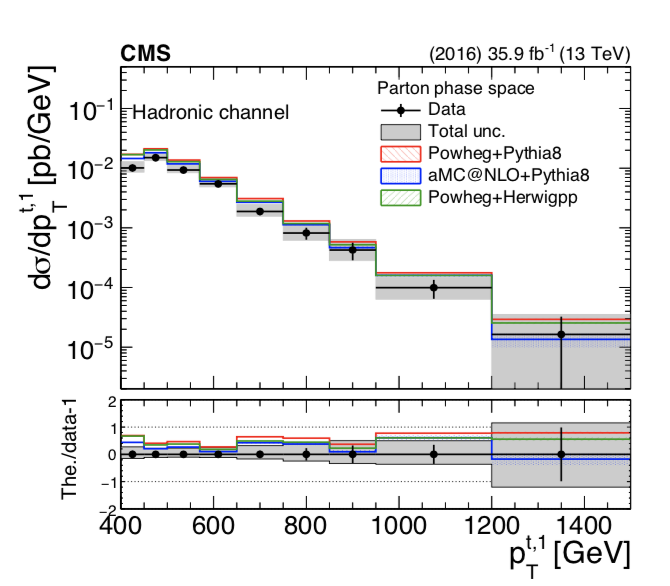 CMS (2016) 35.9 fb⁻¹ (13 TeV)
Hadronic channel
Parton phase space
Data
Total unc.
Powheg+Pythia8
aMC@NLO+Pythia8
Powheg+Herwigpp
dσ/dp_T^{t,1} [pb/GeV]
10⁻¹
10⁻²
10⁻³
10⁻⁴
10⁻⁵
The./data-1
2
1
0
−1
−2
400 600 800 1000 1200 1400
p_T^{t,1} [GeV]